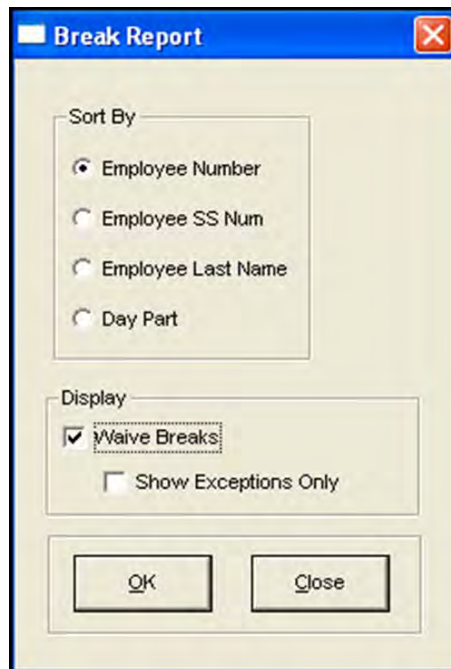 Break Report
Sort By
Employee Number
Employee SS Num
Employee Last Name
Day Part
Display
Waive Breaks
Show Exceptions Only
OK Close